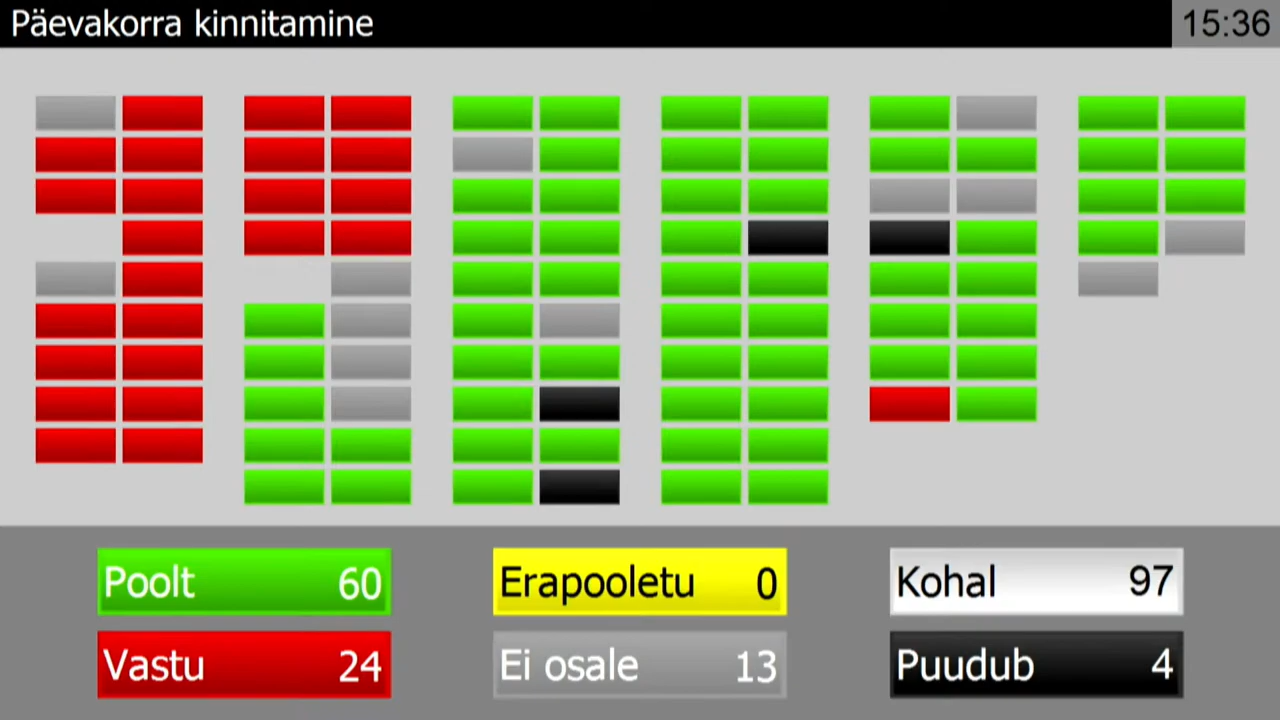 Päevakorra kinnitamine 15:36
Poolt 60 Erapooletu 0 Kohal 97
Vastu 24 Ei osale 13 Puudub 4